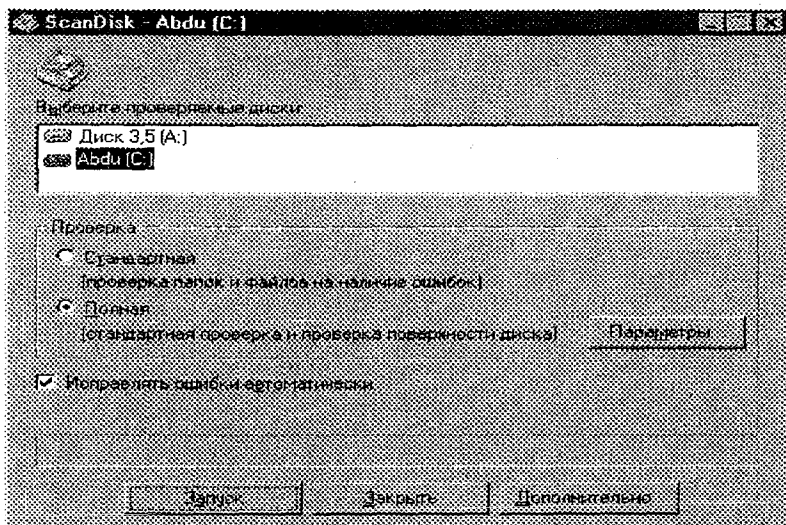 ScanDisk - Abdu (C:)
Выберите проверяемые диски:
Диск 3,5 (A:)
Abdu (C:)
Проверка
Стандартная
(проверка папок и файлов на наличие ошибок)
Полная
(стандартная проверка и проверка поверхности диска)
Параметры...
Исправлять ошибки автоматически
Запуск
Закрыть
Дополнительно...